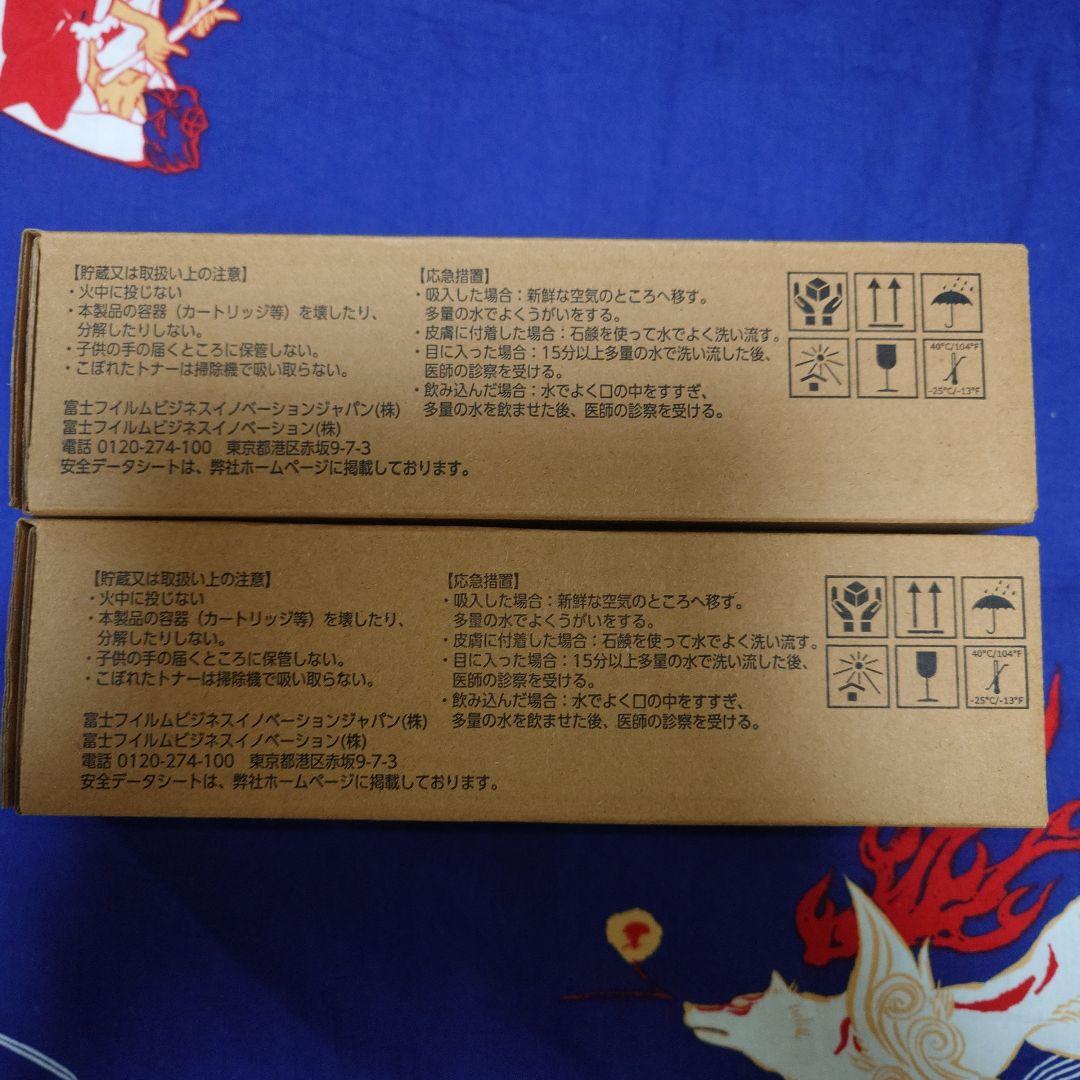 【貯蔵又は取扱い上の注意】
・火中に投じない
・本製品の容器（カートリッジ等）を壊したり、
分解したりしない。
・子供の手の届くところに保管しない。
・こぼれたトナーは掃除機で吸い取らない。
富士フイルムビジネスイノベーションジャパン(株)
富士フイルムビジネスイノベーション(株)
電話 0120-274-100 東京都港区赤坂9-7-3
安全データシートは、弊社ホームページに掲載しております。
【応急措置】
・吸入した場合：新鮮な空気のところへ移す。
多量の水でよくうがいをする。
・皮膚に付着した場合：石鹸を使って水でよく洗い流す。
・目に入った場合：15分以上多量の水で洗い流した後、
医師の診察を受ける。
・飲み込んだ場合：水でよく口の中をすすぎ、
多量の水を飲ませた後、医師の診察を受ける。
40°C/104°F
-25°C/-13°F
【貯蔵又は取扱い上の注意】
・火中に投じない
・本製品の容器（カートリッジ等）を壊したり、
分解したりしない。
・子供の手の届くところに保管しない。
・こぼれたトナーは掃除機で吸い取らない。
富士フイルムビジネスイノベーションジャパン(株)
富士フイルムビジネスイノベーション(株)
電話 0120-274-100 東京都港区赤坂9-7-3
安全データシートは、弊社ホームページに掲載しております。
【応急措置】
・吸入した場合：新鮮な空気のところへ移す。
多量の水でよくうがいをする。
・皮膚に付着した場合：石鹸を使って水でよく洗い流す。
・目に入った場合：15分以上多量の水で洗い流した後、
医師の診察を受ける。
・飲み込んだ場合：水でよく口の中をすすぎ、
多量の水を飲ませた後、医師の診察を受ける。
40°C/104°F
-25°C/-13°F